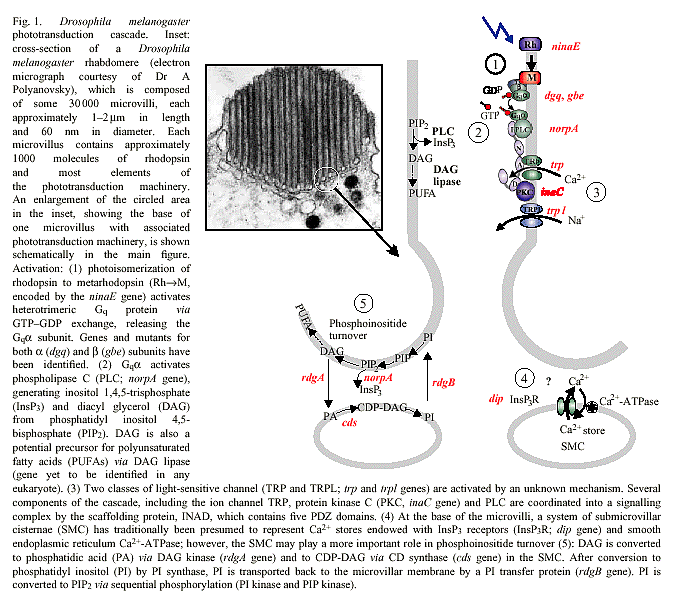 Fig. 1. Drosophila melanogaster
phototransduction cascade. Inset:
cross-section of a Drosophila
melanogaster rhabdomere (electron
micrograph courtesy of Dr A
Polyanovsky), which is composed
of some 30 000 microvilli, each
approximately 1–2 μm in length
and 60 nm in diameter. Each
microvillus contains approximately
1000 molecules of rhodopsin
and most elements of
the phototransduction machinery.
An enlargement of the circled area
in the inset, showing the base of
one microvillus with associated
phototransduction machinery, is shown
schematically in the main figure.
Activation: (1) photoisomerization of
rhodopsin to metarhodopsin (Rh→M,
encoded by the ninaE gene) activates
heterotrimeric Gq protein via
GTP–GDP exchange, releasing the
Gqα subunit. Genes and mutants for
both α (dgq) and β (gbe) subunits have
been identified. (2) Gqα activates
phospholipase C (PLC; norpA gene),
generating inositol 1,4,5-trisphosphate
(InsP3) and diacyl glycerol (DAG)
from phosphatidyl inositol 4,5-
bisphosphate (PIP2). DAG is also a
potential precursor for polyunsaturated
fatty acids (PUFAs) via DAG lipase
(gene yet to be identified in any
eukaryote). (3) Two classes of light-sensitive channel (TRP and TRPL; trp and trpl genes) are activated by an unknown mechanism. Several
components of the cascade, including the ion channel TRP, protein kinase C (PKC, inaC gene) and PLC are coordinated into a signalling
complex by the scaffolding protein, INAD, which contains five PDZ domains. (4) At the base of the microvilli, a system of submicrovillar
cisternae (SMC) has traditionally been presumed to represent Ca2+ stores endowed with InsP3 receptors (InsP3R; dip gene) and smooth
endoplasmic reticulum Ca2+-ATPase; however, the SMC may play a more important role in phosphoinositide turnover (5): DAG is converted
to phosphatidic acid (PA) via DAG kinase (rdgA gene) and to CDP-DAG via CD synthase (cds gene) in the SMC. After conversion to
phosphatidyl inositol (PI) by PI synthase, PI is transported back to the microvillar membrane by a PI transfer protein (rdgB gene). PI is
converted to PIP2 via sequential phosphorylation (PI kinase and PIP kinase).
Rh
ninaE
1
M
GDP
Gqα
dgq, gbe
GTP
Gqα
2
PLC
norpA
TRP
trp
Ca2+
PKC
inaC
3
TRPL
trpl
Na+
PIP2
PLC
InsP3
DAG
DAG
lipase
PUFA
5
PUFA
Phosphoinositide
turnover
PI
DAG
PIP2
PIP
rdgA
norpA
InsP3
rdgB
PA
CDP-DAG
PI
cds
4
?
Ca2+
dip
InsP3R
Ca2+-ATPase
Ca2+ store
SMC